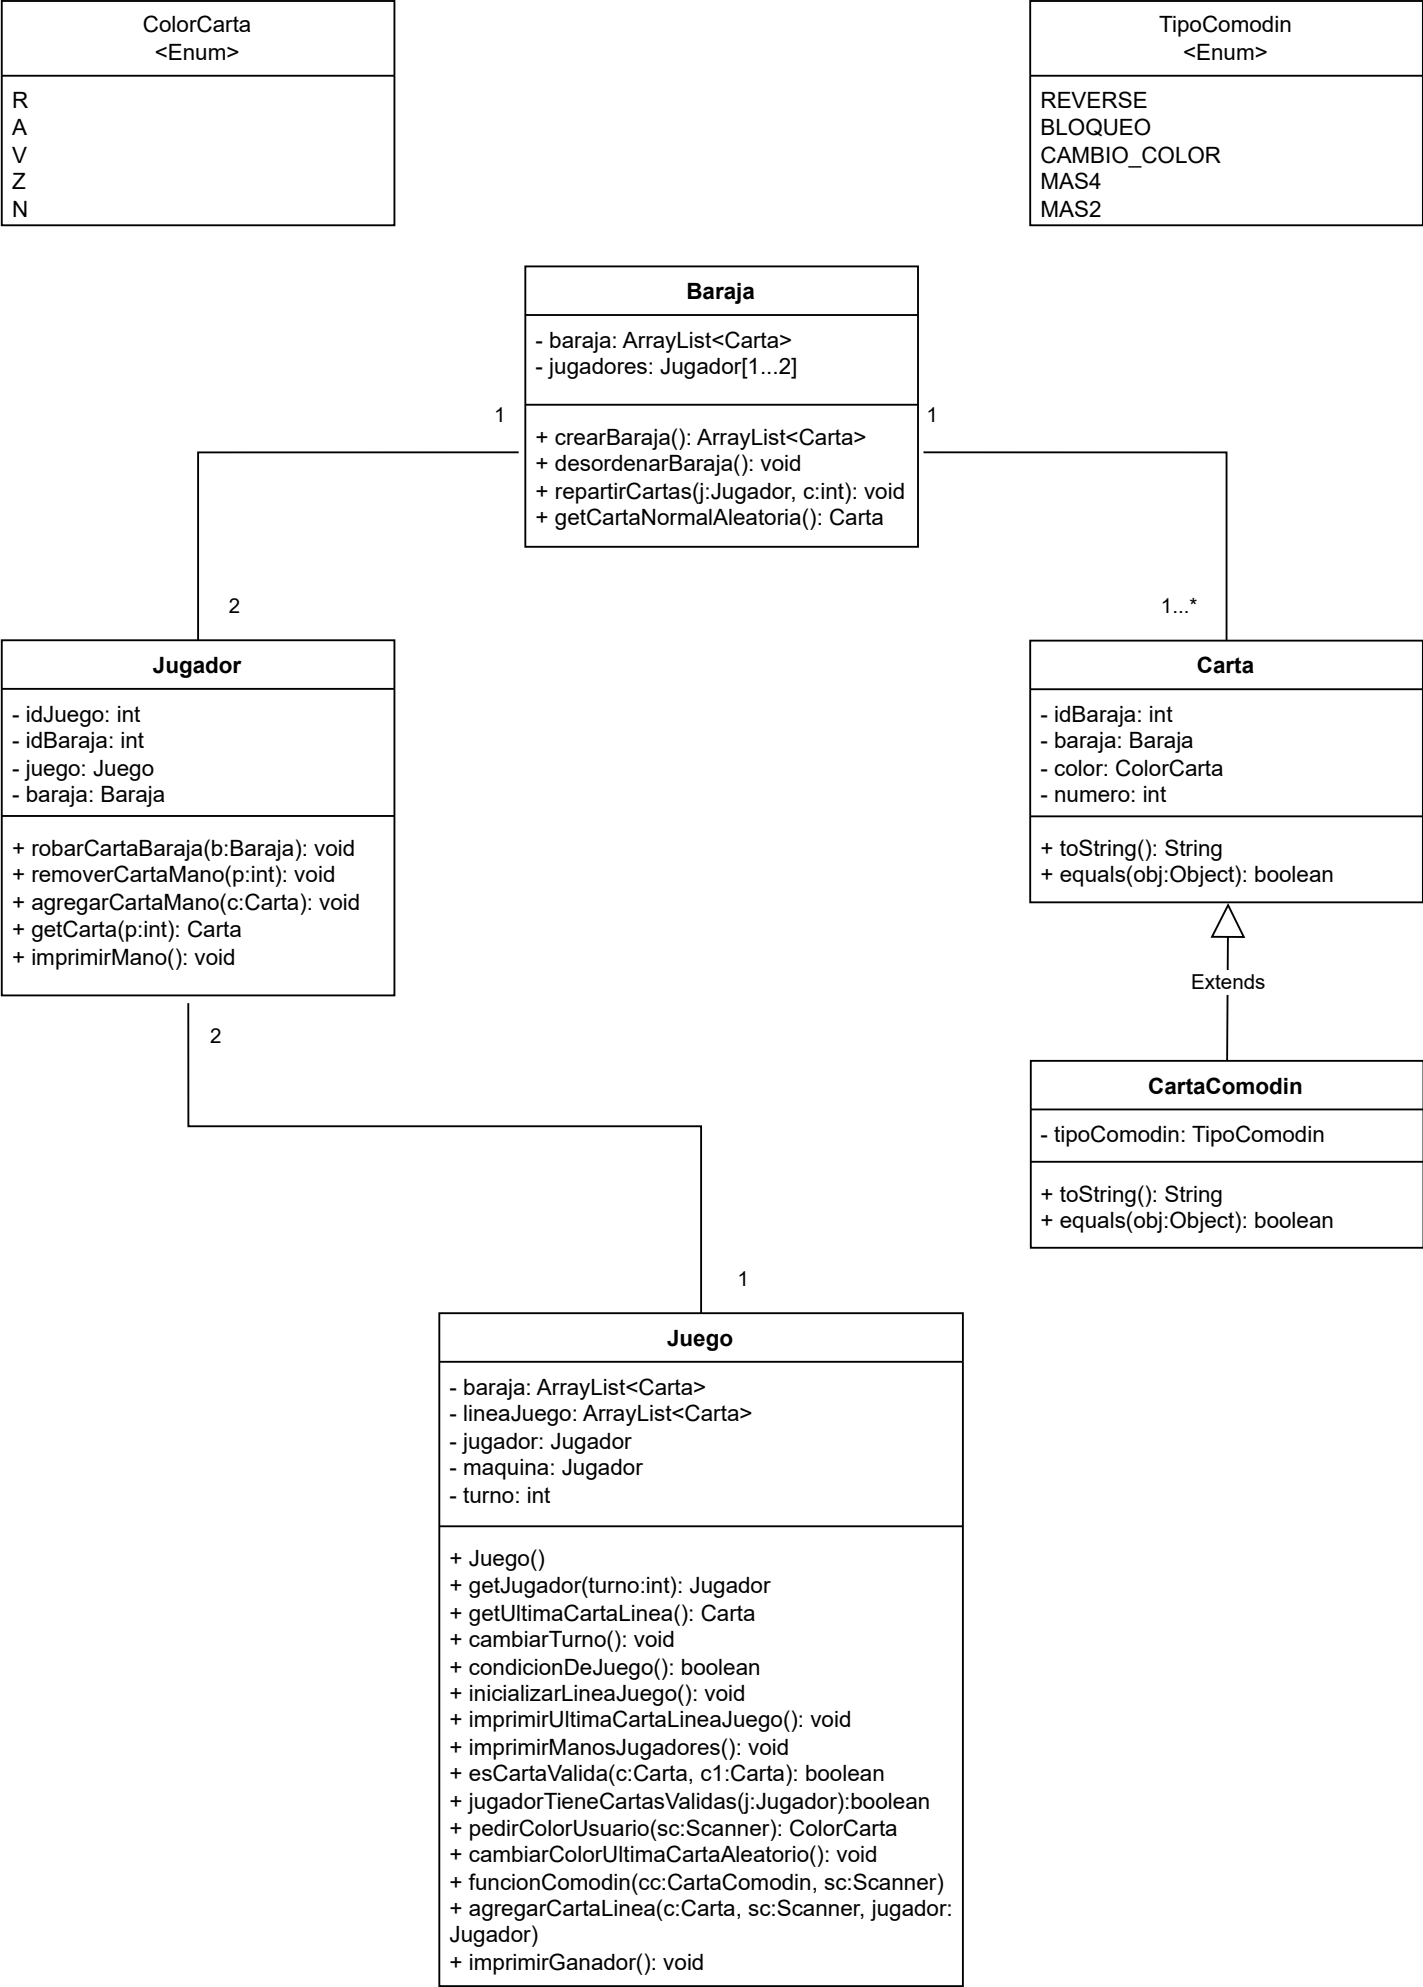 ColorCarta
<Enum>
R
A
V
Z
N
TipoComodin
<Enum>
REVERSE
BLOQUEO
CAMBIO_COLOR
MAS4
MAS2
Baraja
- baraja: ArrayList<Carta>
- jugadores: Jugador[1...2]
+ crearBaraja(): ArrayList<Carta>
+ desordenarBaraja(): void
+ repartirCartas(j:Jugador, c:int): void
+ getCartaNormalAleatoria(): Carta
1
1
2
1...*
Jugador
- idJuego: int
- idBaraja: int
- juego: Juego
- baraja: Baraja
+ robarCartaBaraja(b:Baraja): void
+ removerCartaMano(p:int): void
+ agregarCartaMano(c:Carta): void
+ getCarta(p:int): Carta
+ imprimirMano(): void
Carta
- idBaraja: int
- baraja: Baraja
- color: ColorCarta
- numero: int
+ toString(): String
+ equals(obj:Object): boolean
Extends
2
CartaComodin
- tipoComodin: TipoComodin
+ toString(): String
+ equals(obj:Object): boolean
1
Juego
- baraja: ArrayList<Carta>
- lineaJuego: ArrayList<Carta>
- jugador: Jugador
- maquina: Jugador
- turno: int
+ Juego()
+ getJugador(turno:int): Jugador
+ getUltimaCartaLinea(): Carta
+ cambiarTurno(): void
+ condicionDeJuego(): boolean
+ inicializarLineaJuego(): void
+ imprimirUltimaCartaLineaJuego(): void
+ imprimirManosJugadores(): void
+ esCartaValida(c:Carta, c1:Carta): boolean
+ jugadorTieneCartasValidas(j:Jugador):boolean
+ pedirColorUsuario(sc:Scanner): ColorCarta
+ cambiarColorUltimaCartaAleatorio(): void
+ funcionComodin(cc:CartaComodin, sc:Scanner)
+ agregarCartaLinea(c:Carta, sc:Scanner, jugador:
Jugador)
+ imprimirGanador(): void